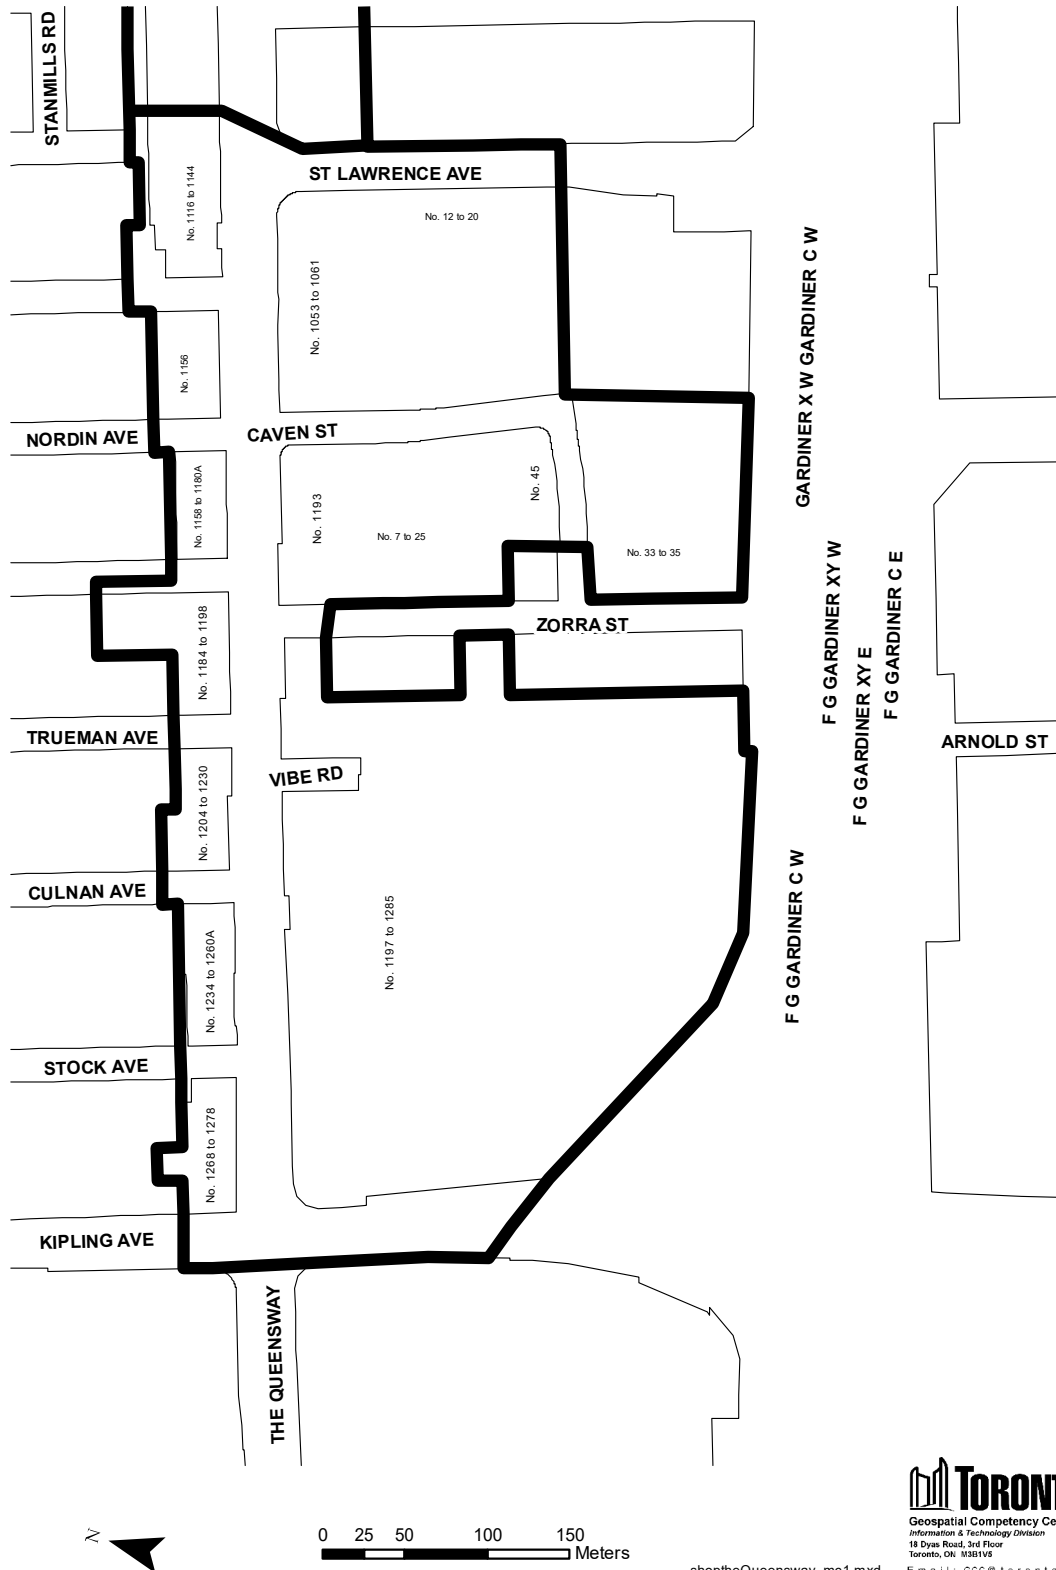 STANMILLS RD
No. 1116 to 1144
ST LAWRENCE AVE
No. 12 to 20
No. 1053 to 1061
GARDINER X W GARDINER C W
No. 1156
NORDIN AVE
CAVEN ST
No. 1158 to 1180A
No. 1193
No. 45
No. 7 to 25
No. 33 to 35
F G GARDINER XY W
F G GARDINER C E
ZORRA ST
No. 1184 to 1198
F G GARDINER XY E
TRUEMAN AVE
ARNOLD ST
VIBE RD
No. 1204 to 1230
CULNAN AVE
F G GARDINER C W
No. 1197 to 1285
No. 1234 to 1260A
STOCK AVE
No. 1268 to 1278
KIPLING AVE
THE QUEENSWAY
TORONT
Geospatial Competency Ce
Information & Technology Division
18 Dyas Road, 3rd Floor
Toronto, ON M3B1V5
N
0 25 50 100 150
Meters